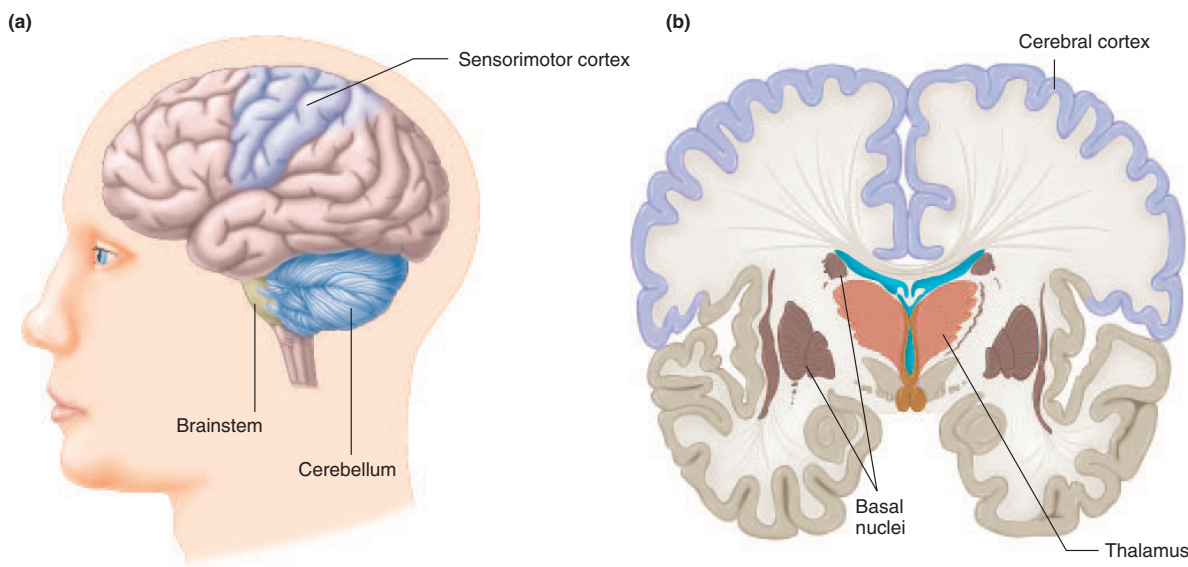 (a)
Sensorimotor cortex
Brainstem
Cerebellum
(b)
Cerebral cortex
Basal
nuclei
Thalamus